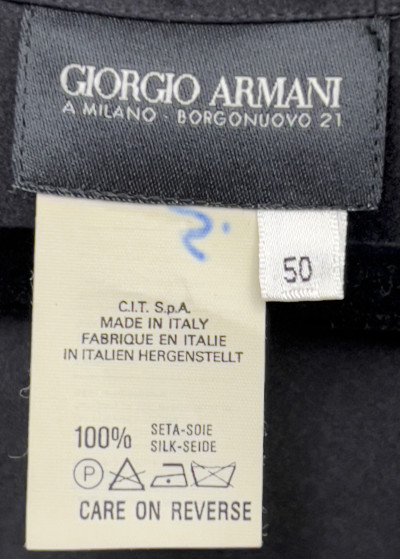 GIORGIO ARMANI
A MILANO - BORGONUOVO 21
50
C.I.T. S.p.A.
MADE IN ITALY
FABRIQUE EN ITALIE
IN ITALIEN HERGENSTELLT
100% SETA-SOIE
SILK-SEIDE
P
CARE ON REVERSE